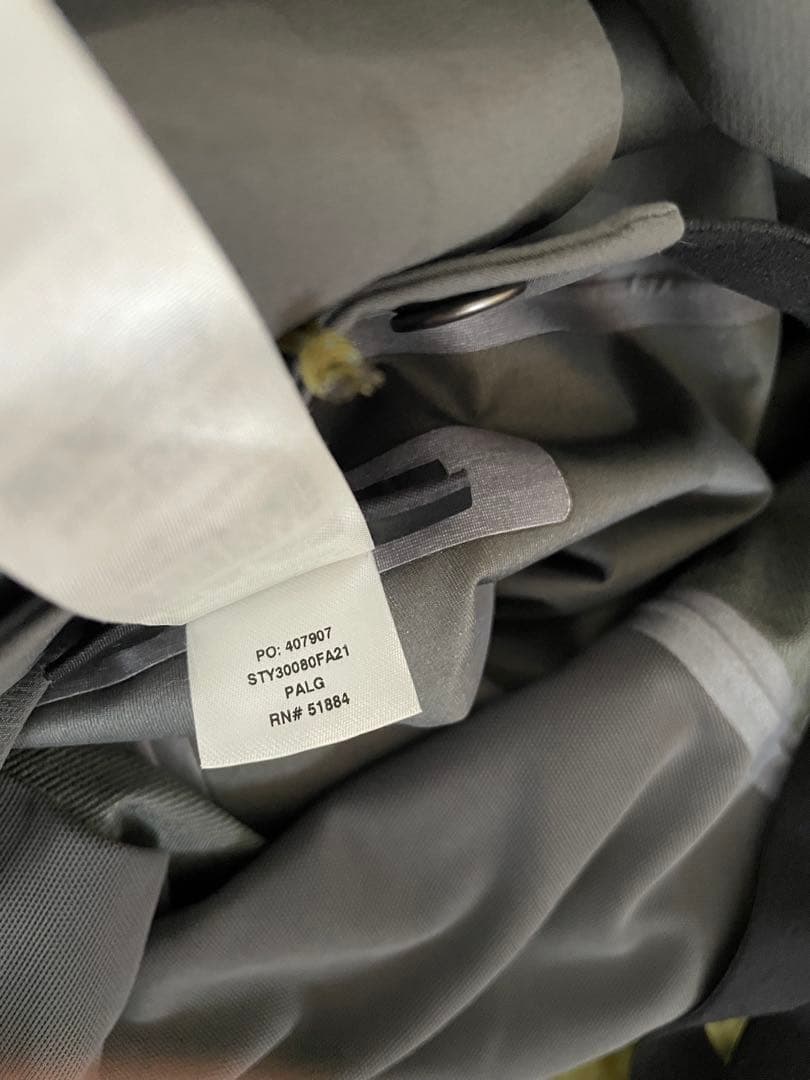 PO: 407907
STY30080FA21
PALG
RN# 51884